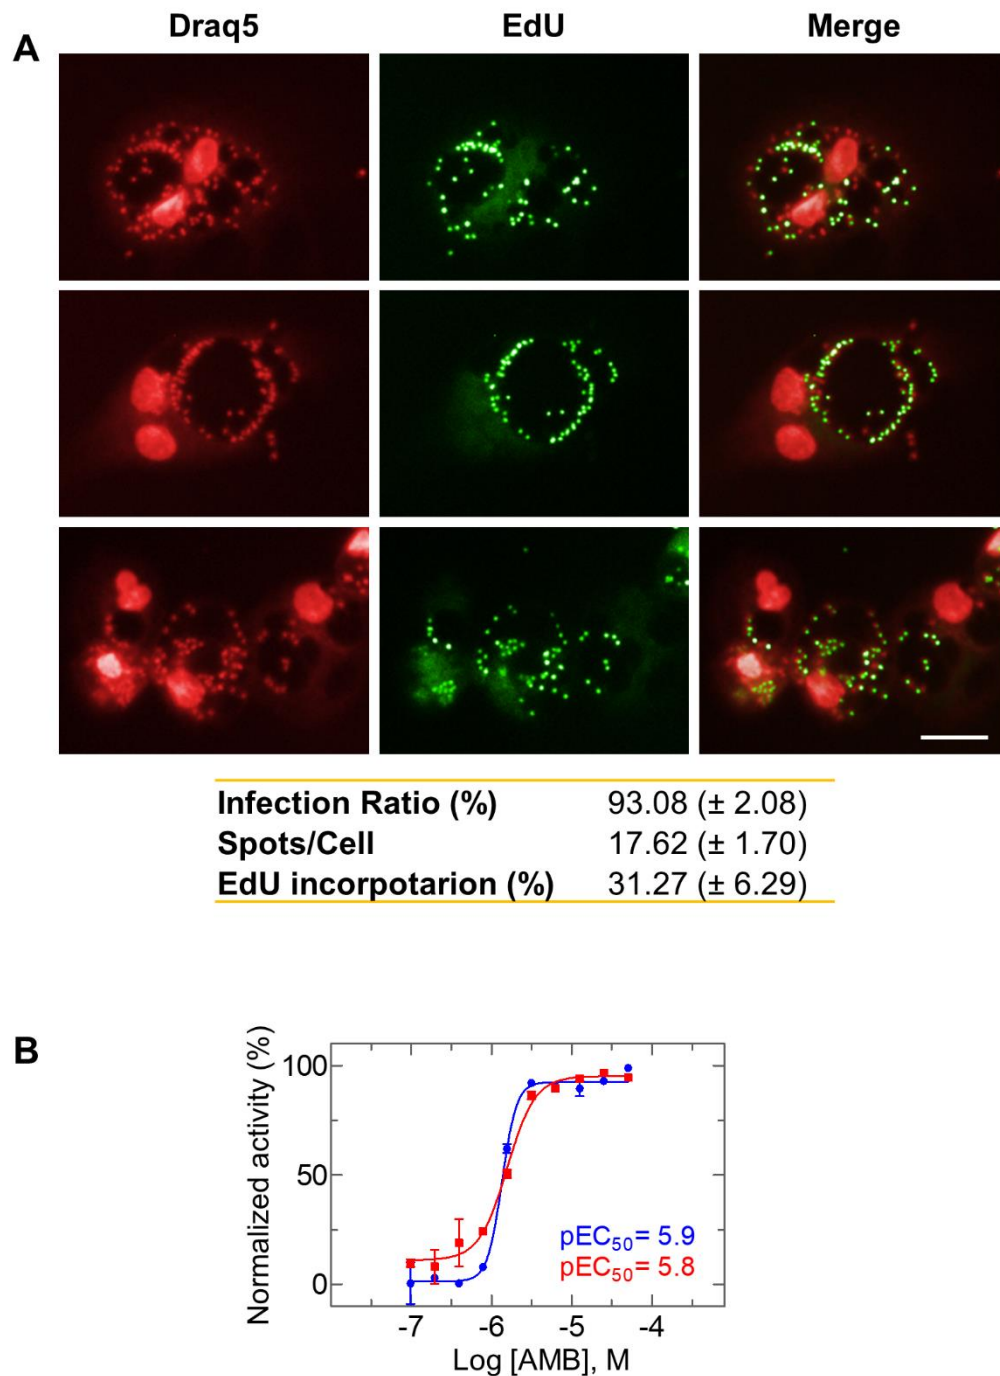 A
Draq5 EdU Merge
Infection Ratio (%) 93.08 (± 2.08)
Spots/Cell 17.62 (± 1.70)
EdU incorpotarion (%) 31.27 (± 6.29)
B
Normalized activity (%)
100
50
0
pEC50= 5.9
pEC50= 5.8
-7 -6 -5 -4
Log [AMB], M